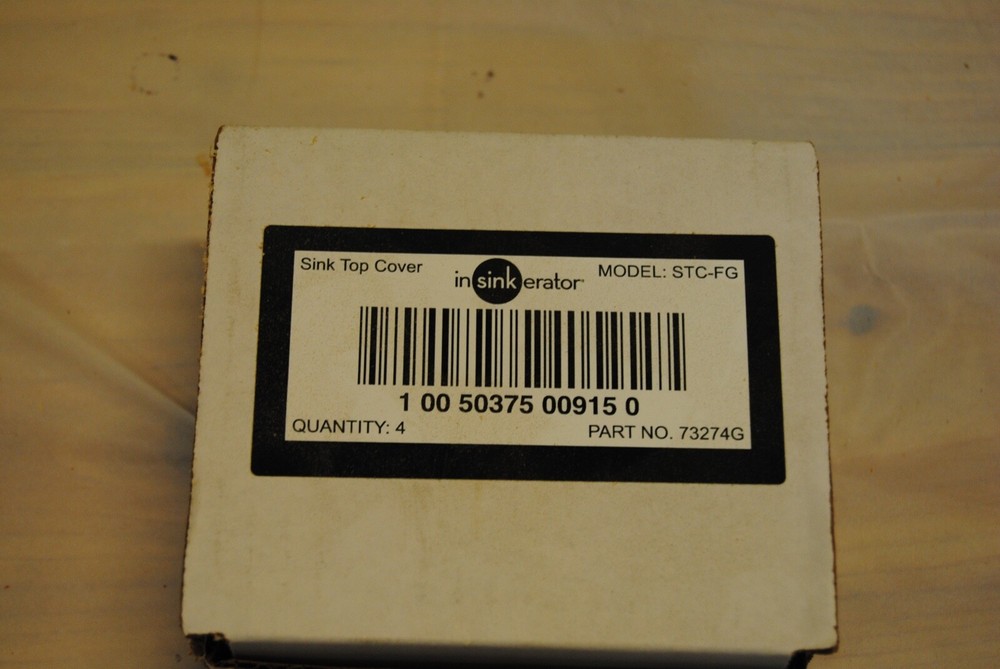 Sink Top Cover
insinkerator
MODEL: STC-FG
1 00 50375 00915 0
QUANTITY: 4
PART NO. 73274G